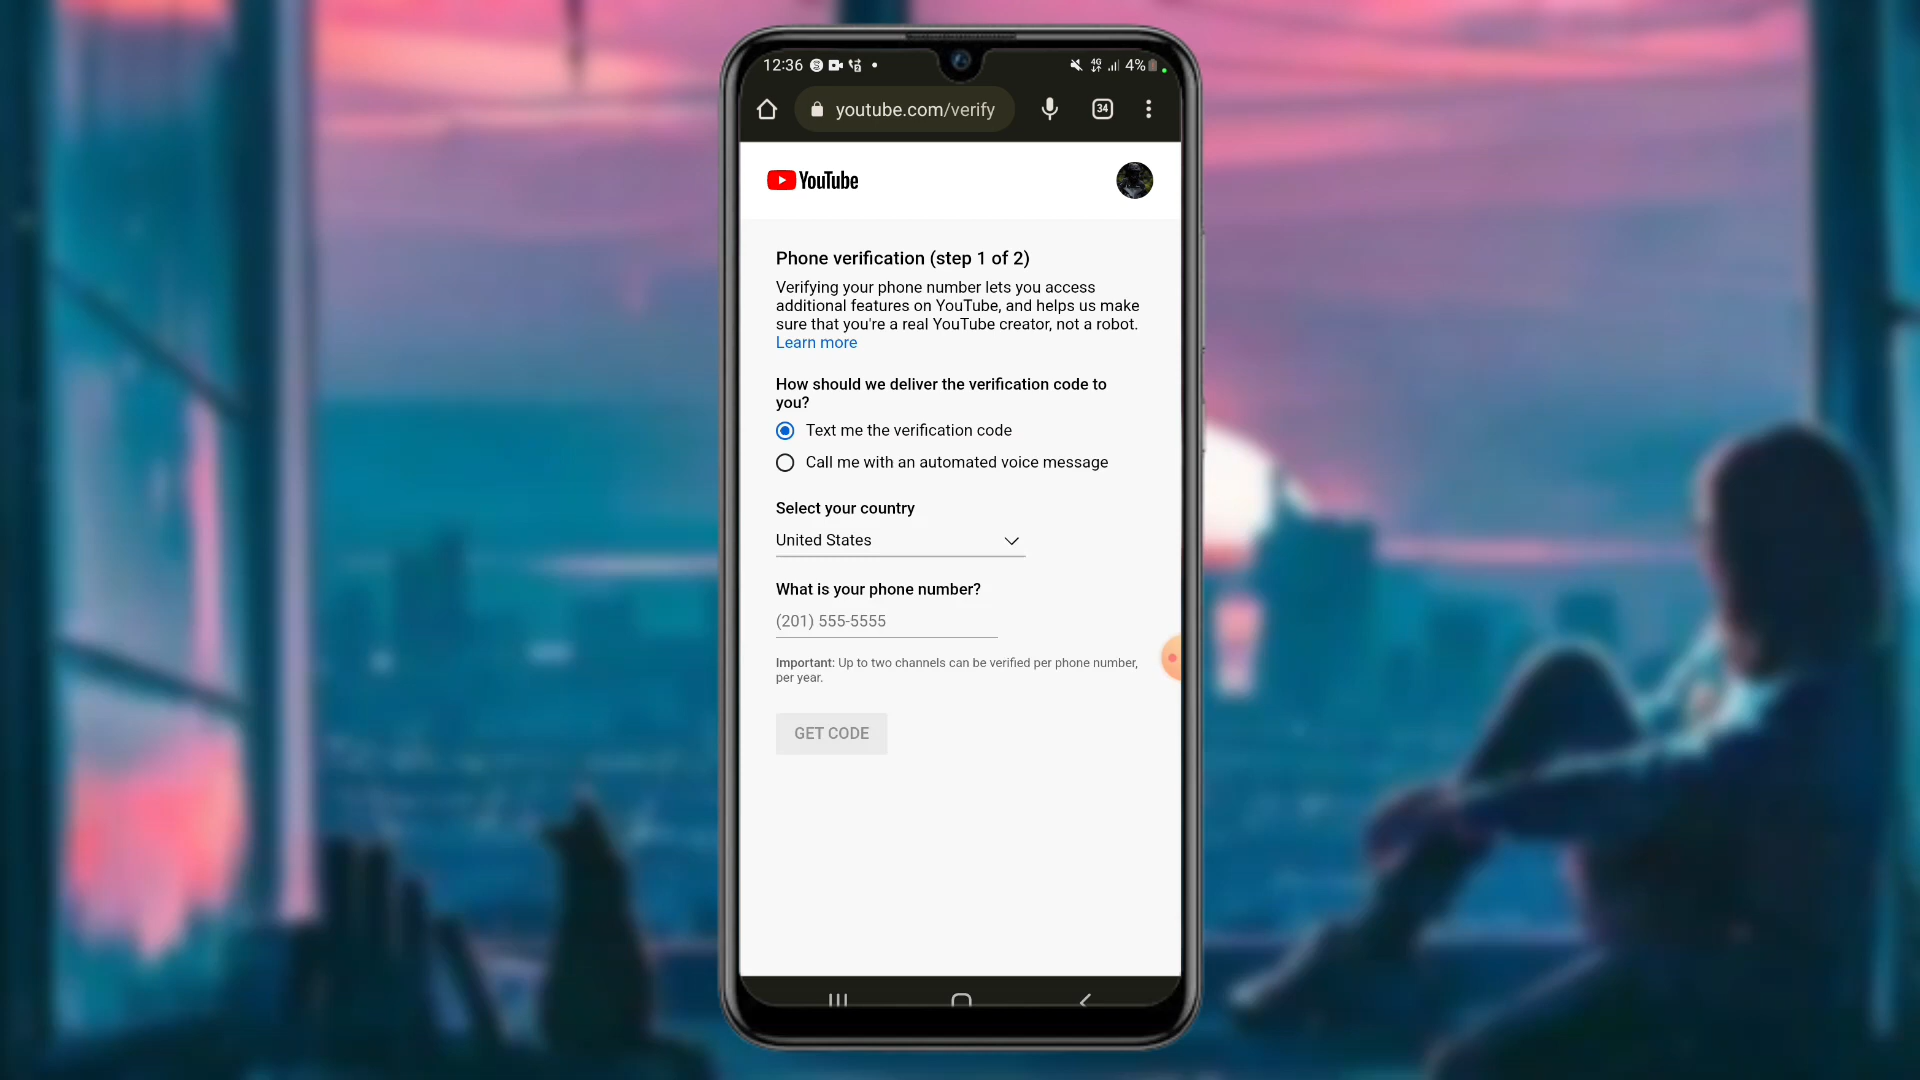 12:36 4G 4%
youtube.com/verify 34
YouTube
Phone verification (step 1 of 2)
Verifying your phone number lets you access
additional features on YouTube, and helps us make
sure that you're a real YouTube creator, not a robot.
Learn more
How should we deliver the verification code to
you?
Text me the verification code
Call me with an automated voice message
Select your country
United States
What is your phone number?
(201) 555-5555
Important: Up to two channels can be verified per phone number,
per year.
GET CODE